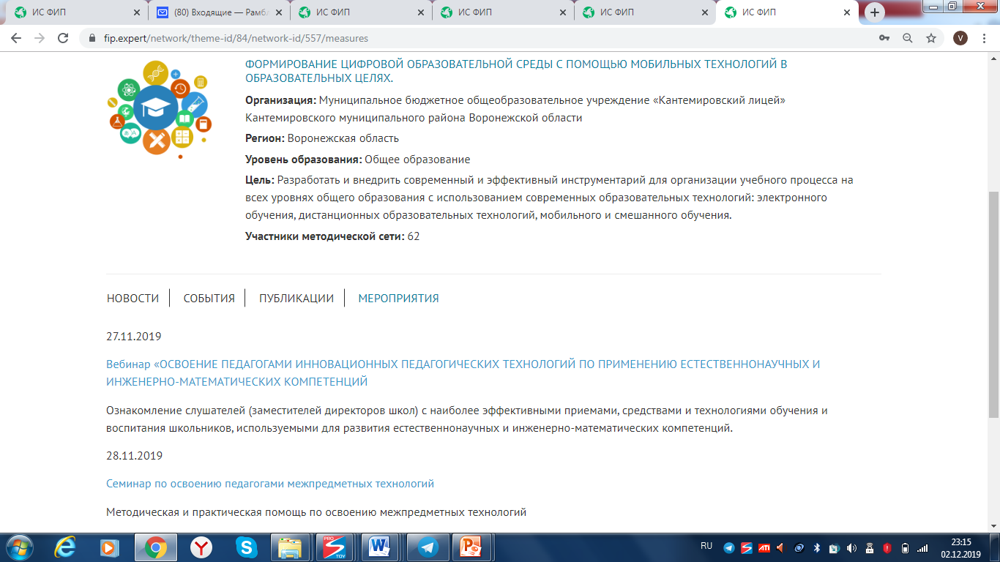 ИС ФИП
(80) Входящие — Рамбл
ИС ФИП
ИС ФИП
ИС ФИП
ИС ФИП
fip.expert/network/theme-id/84/network-id/557/measures
V
ФОРМИРОВАНИЕ ЦИФРОВОЙ ОБРАЗОВАТЕЛЬНОЙ СРЕДЫ С ПОМОЩЬЮ МОБИЛЬНЫХ ТЕХНОЛОГИЙ В
ОБРАЗОВАТЕЛЬНЫХ ЦЕЛЯХ.
Организация: Муниципальное бюджетное общеобразовательное учреждение «Кантемировский лицей»
Кантемировского муниципального района Воронежской области
Регион: Воронежская область
Уровень образования: Общее образование
Цель: Разработать и внедрить современный и эффективный инструментарий для организации учебного процесса на
всех уровнях общего образования с использованием современных образовательных технологий: электронного
обучения, дистанционных образовательных технологий, мобильного и смешанного обучения.
Участники методической сети: 62
НОВОСТИ
СОБЫТИЯ
ПУБЛИКАЦИИ
МЕРОПРИЯТИЯ
27.11.2019
Вебинар «ОСВОЕНИЕ ПЕДАГОГАМИ ИННОВАЦИОННЫХ ПЕДАГОГИЧЕСКИХ ТЕХНОЛОГИЙ ПО ПРИМЕНЕНИЮ ЕСТЕСТВЕННОНАУЧНЫХ И
ИНЖЕНЕРНО-МАТЕМАТИЧЕСКИХ КОМПЕТЕНЦИЙ
Ознакомление слушателей (заместителей директоров школ) с наиболее эффективными приемами, средствами и технологиями обучения и
воспитания школьников, используемыми для развития естественнонаучных и инженерно-математических компетенций.
28.11.2019
Семинар по освоению педагогами межпредметных технологий
Методическая и практическая помощь по освоению межпредметных технологий
PRO
TOY
RU
ATI
23:15
02.12.2019